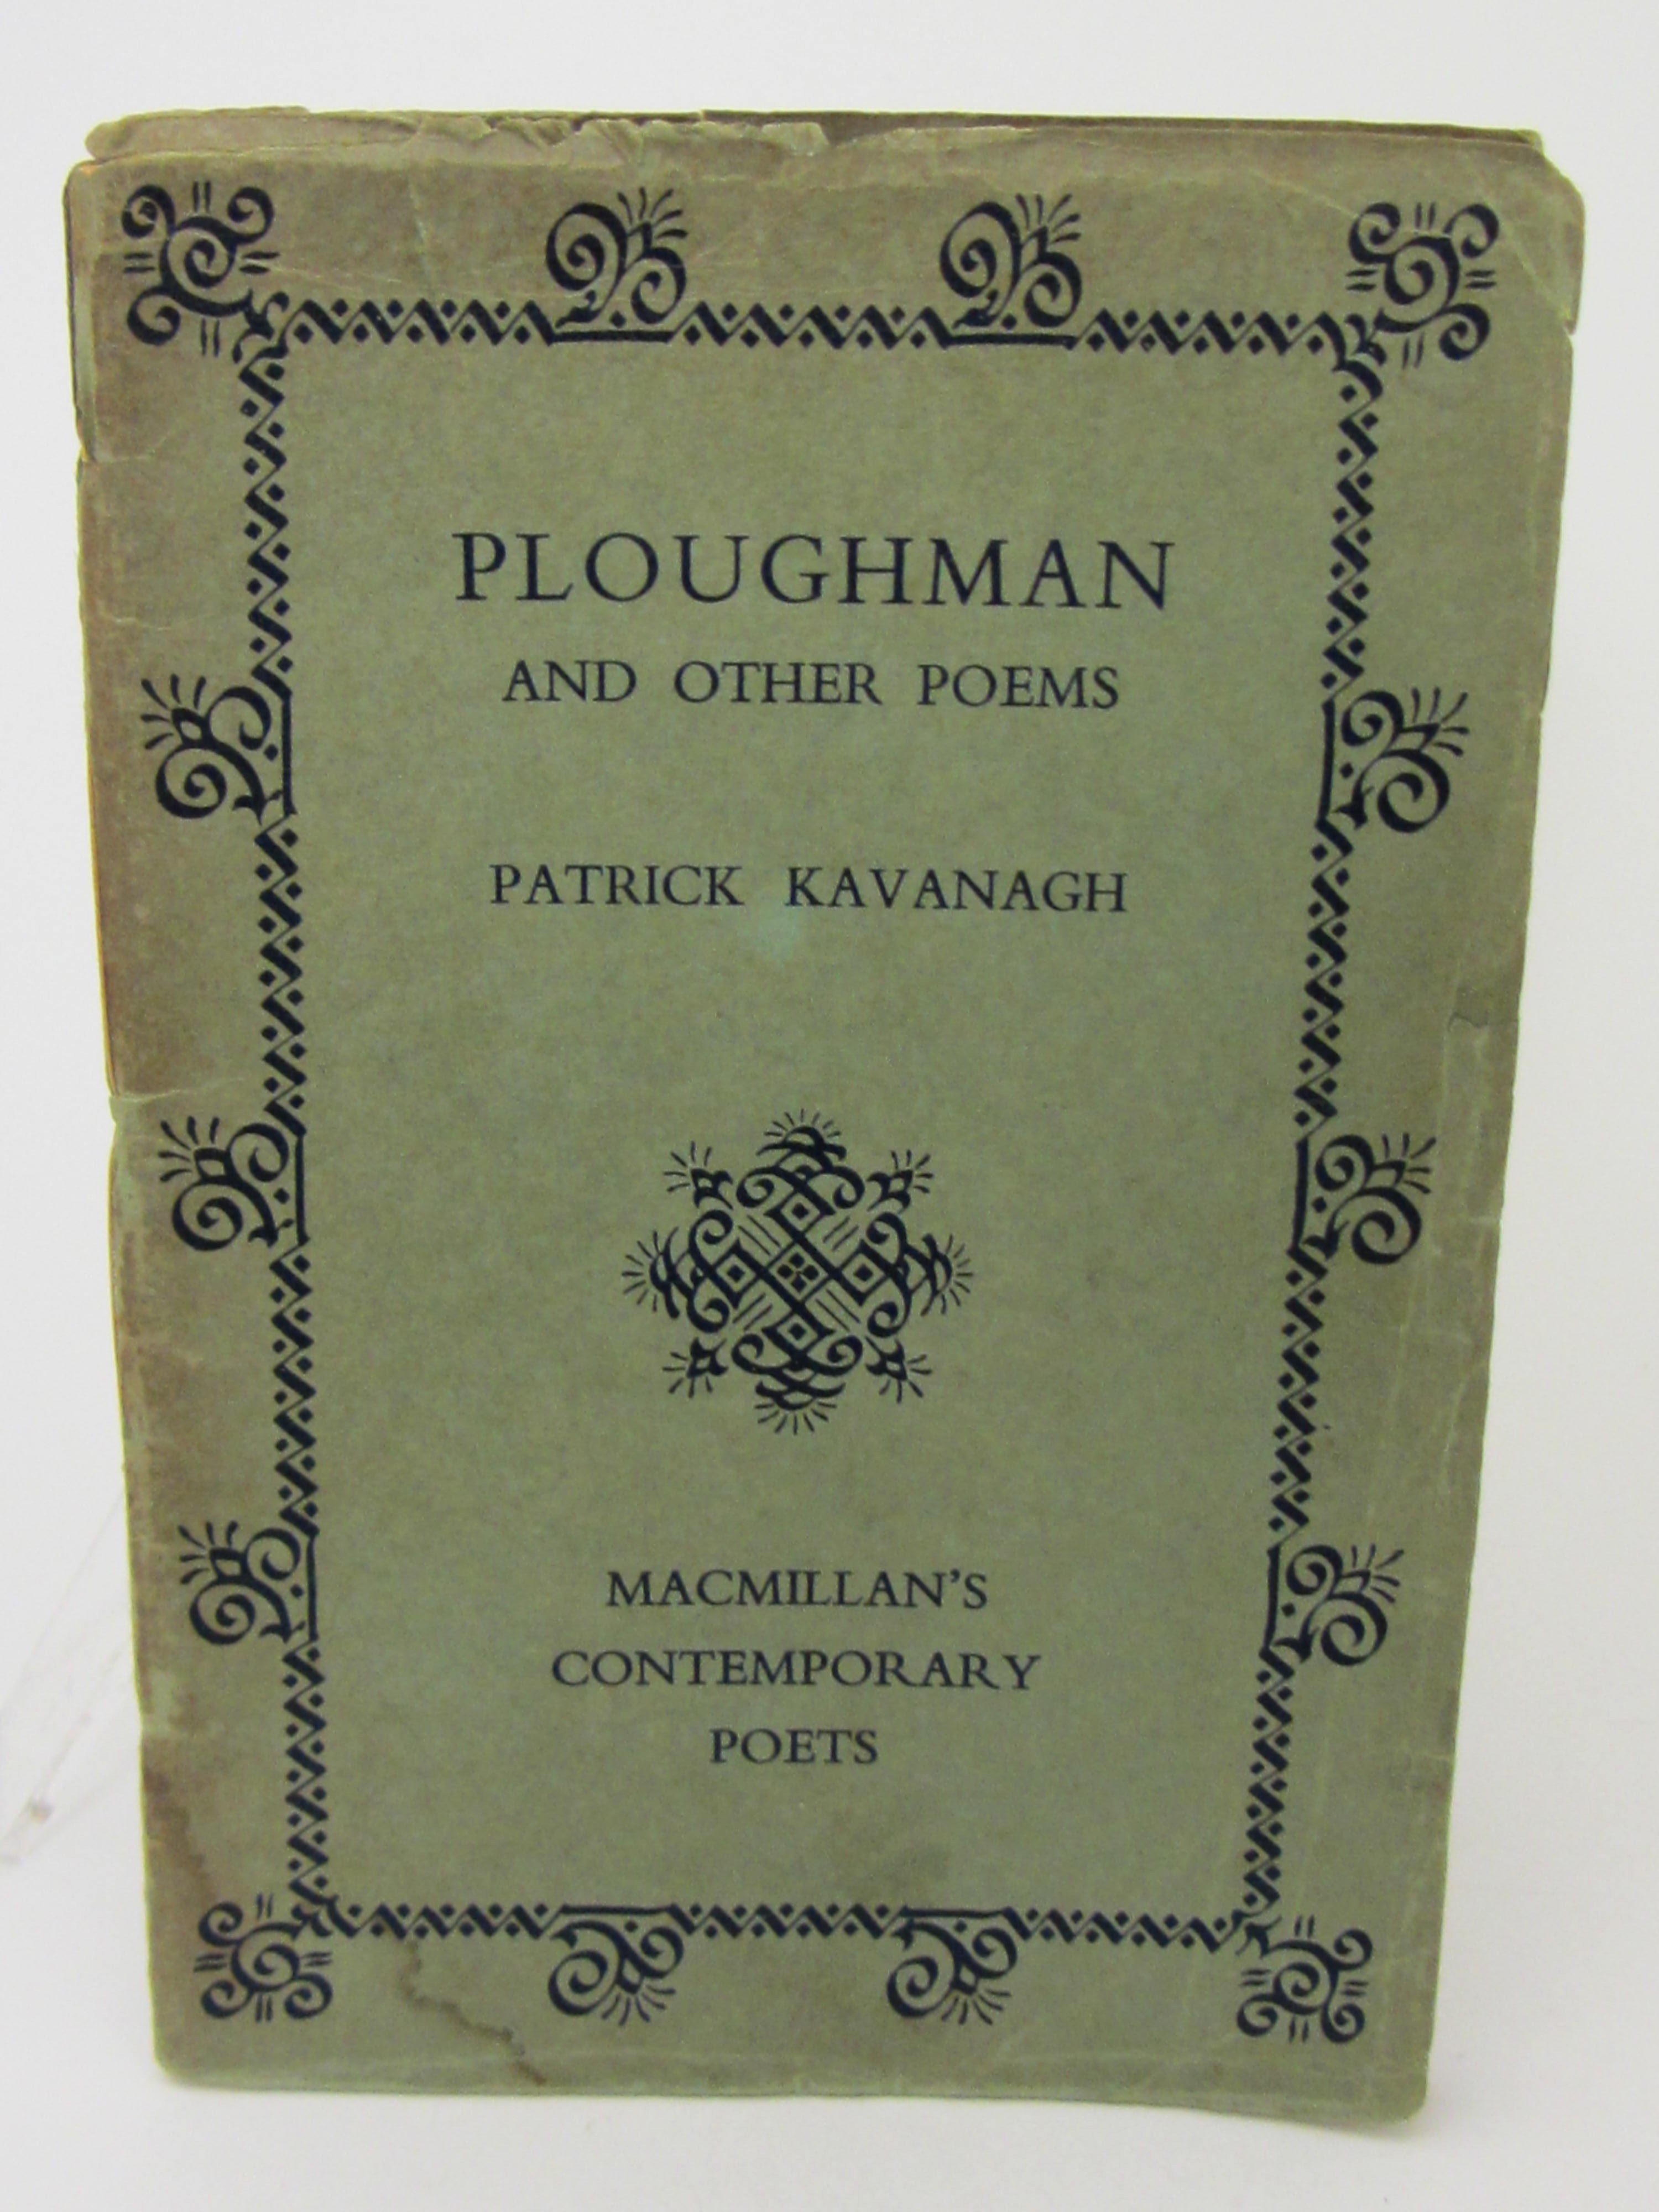 PLOUGHMAN
AND OTHER POEMS
PATRICK KAVANAGH
MACMILLAN'S
CONTEMPORARY
POETS